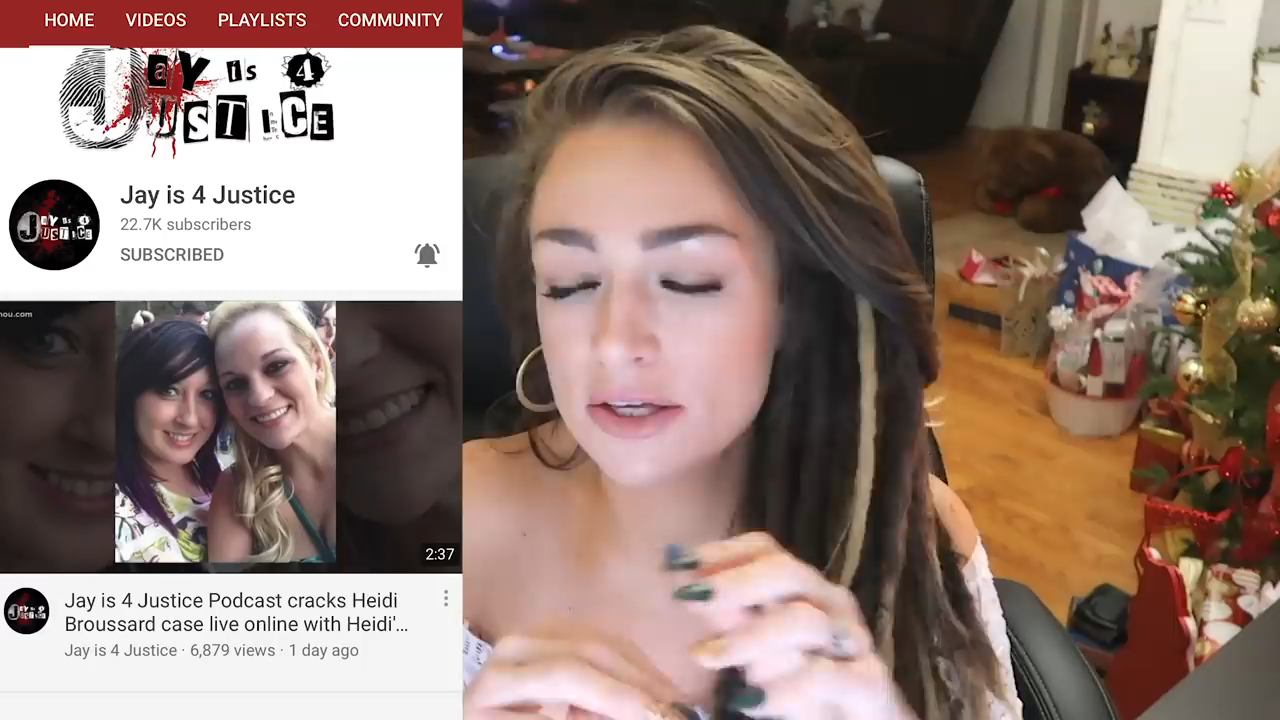 HOME VIDEOS PLAYLISTS COMMUNITY
Jay is 4
JUSTICE
Jay is 4 Justice
22.7K subscribers
SUBSCRIBED
hou.com
2:37
Jay is 4 Justice Podcast cracks Heidi
Broussard case live online with Heidi'...
Jay is 4 Justice · 6,879 views · 1 day ago